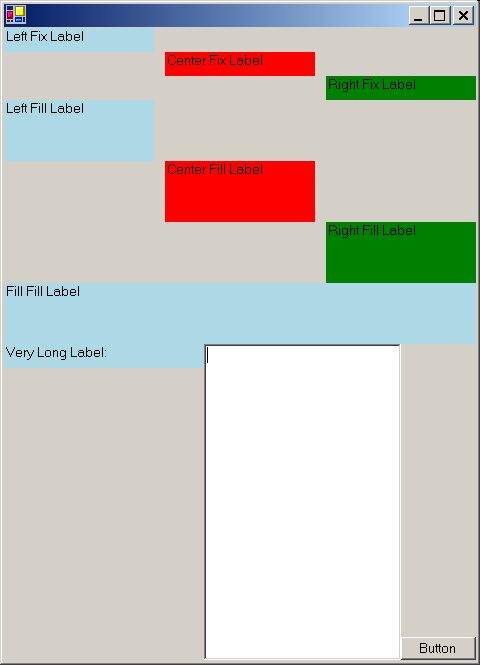 Left Fix Label
Center Fix Label
Right Fix Label
Left Fill Label
Center Fill Label
Right Fill Label
Fill Fill Label
Very Long Label:
Button